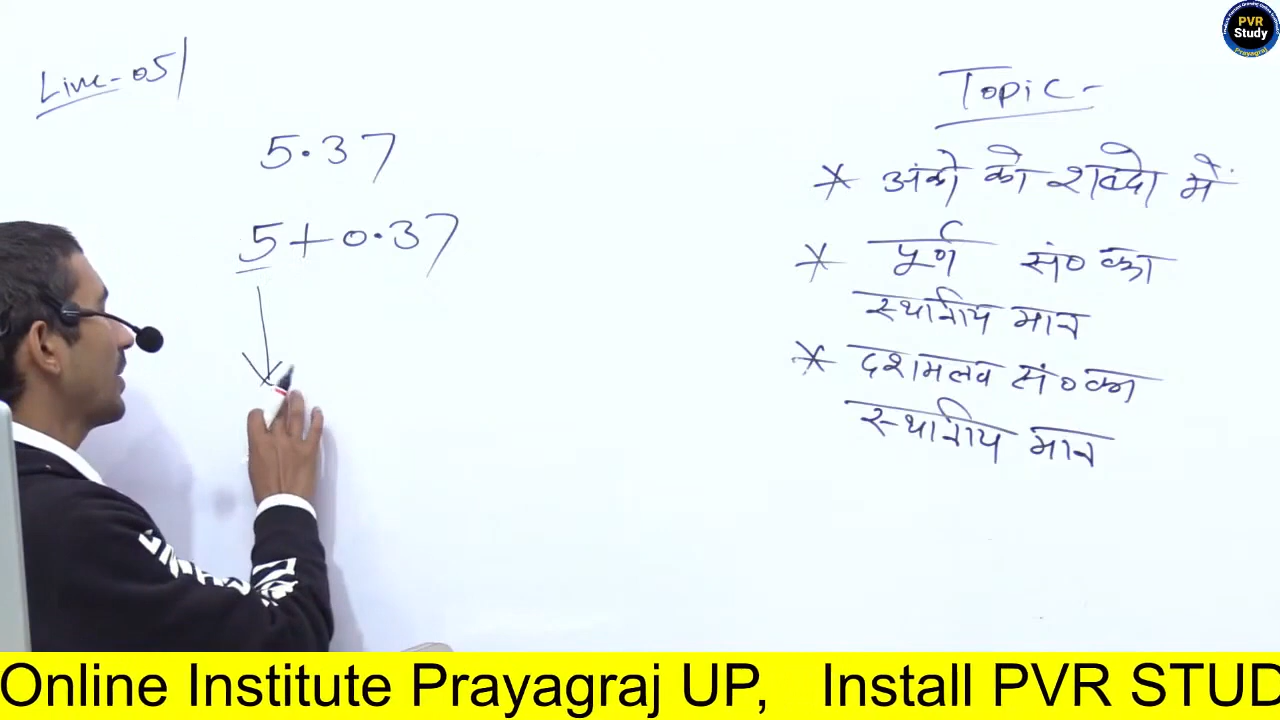 Live-05
5.37
5+0.37
Topic-
* अंको को शब्दो में
* पूर्ण सं० का
स्थानीय मान
* दशमलव सं० का
स्थानीय मान
PVR
Study
Prayagraj
Online Institute Prayagraj UP, Install PVR STUD